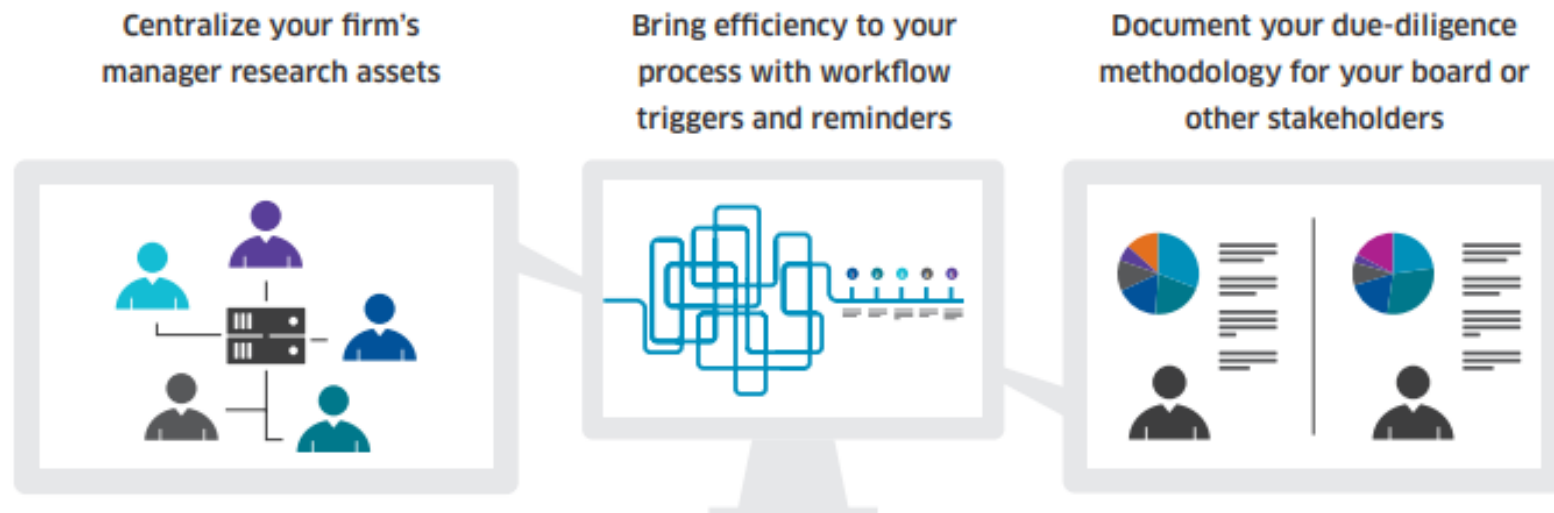 Centralize your firm's
manager research assets
Bring efficiency to your
process with workflow
triggers and reminders
Document your due-diligence
methodology for your board or
other stakeholders